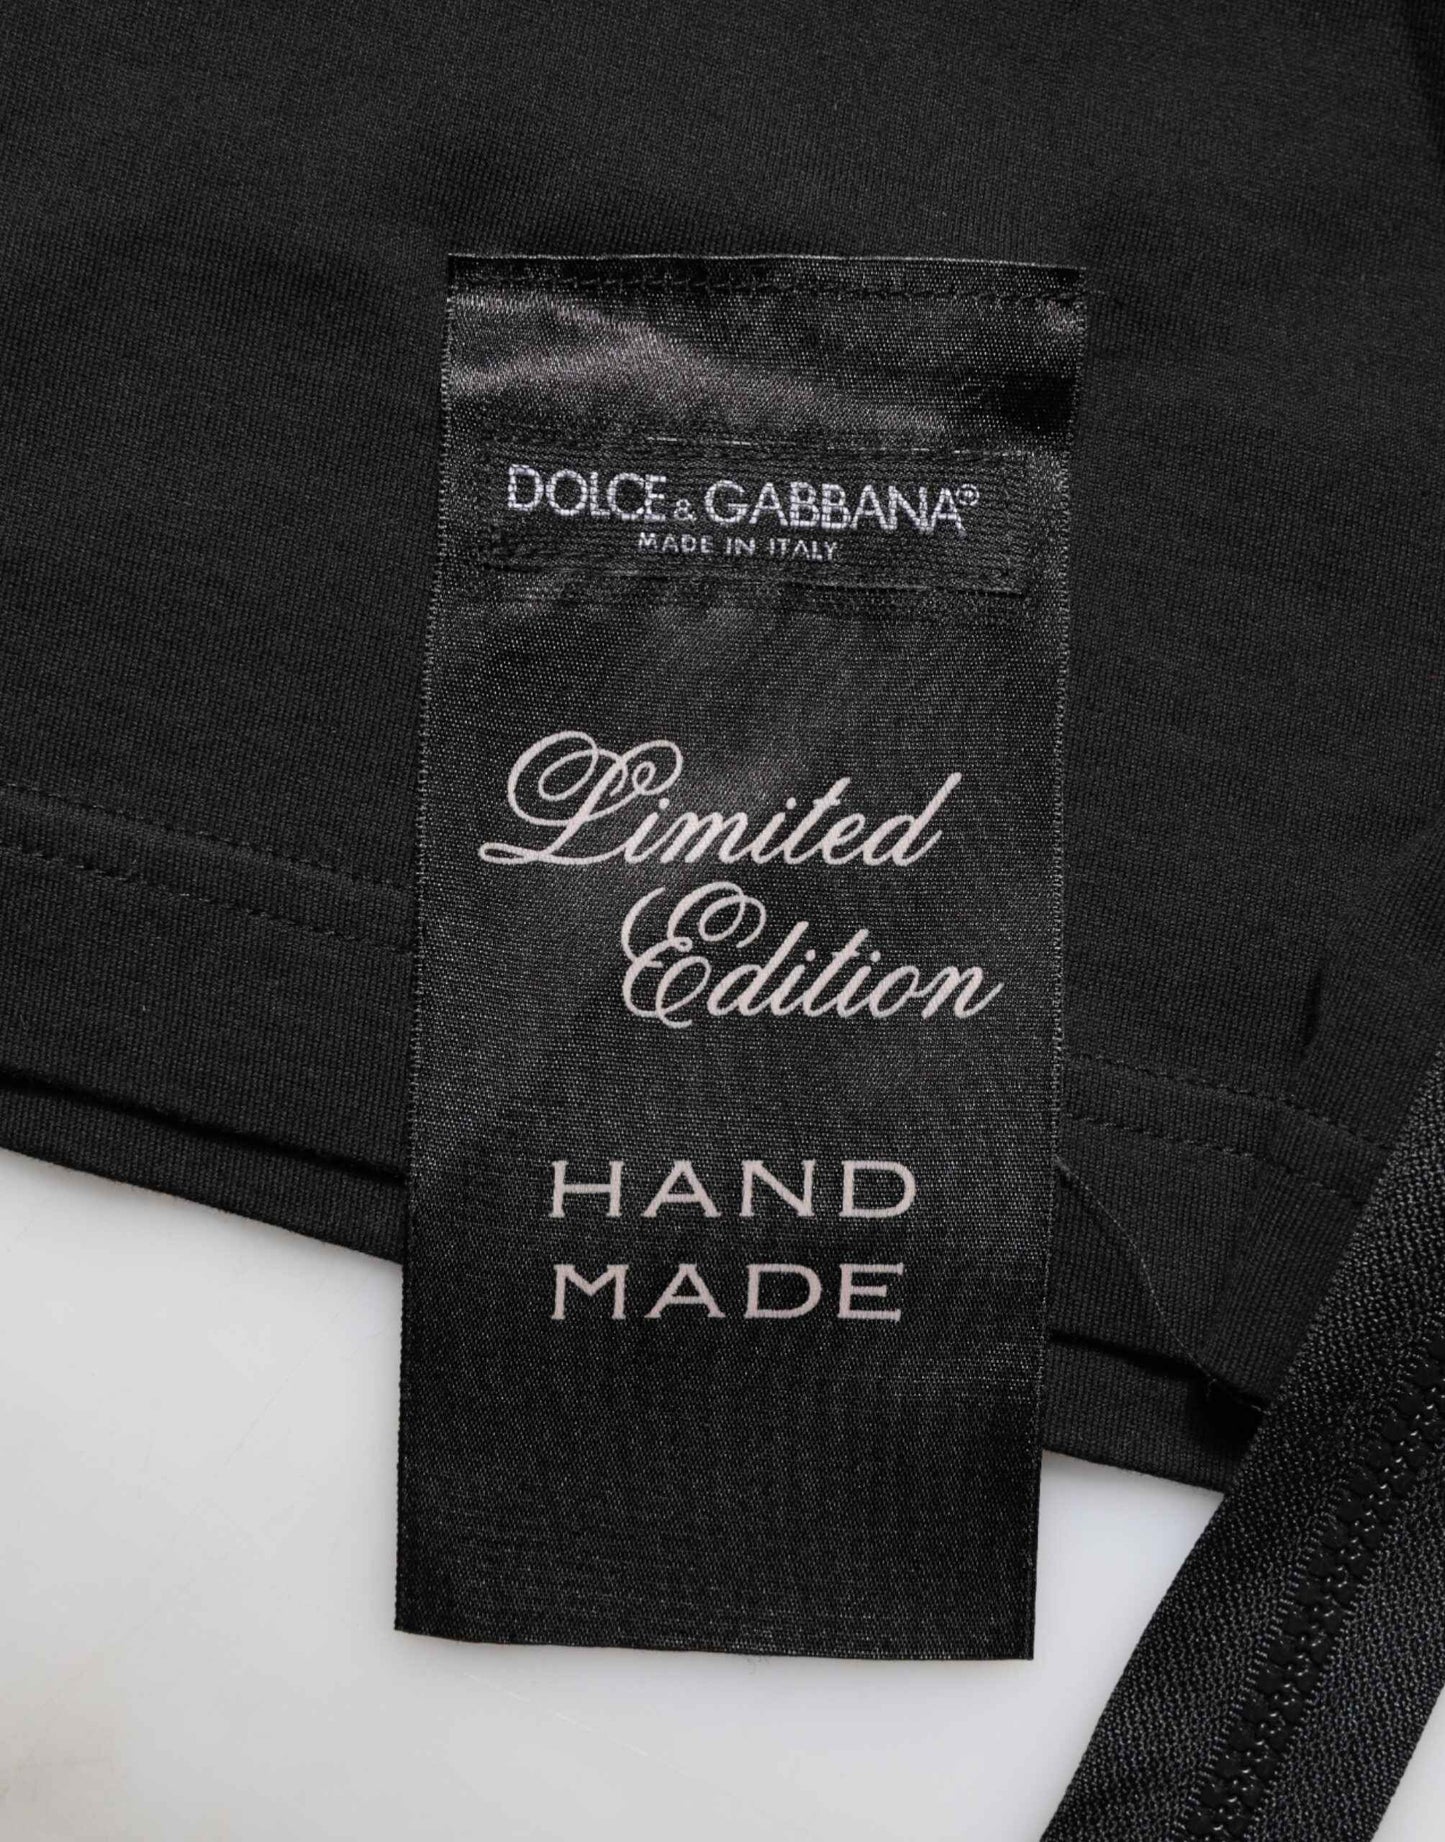 DOLCE & GABBANA®
MADE IN ITALY
Limited
Edition
HAND
MADE